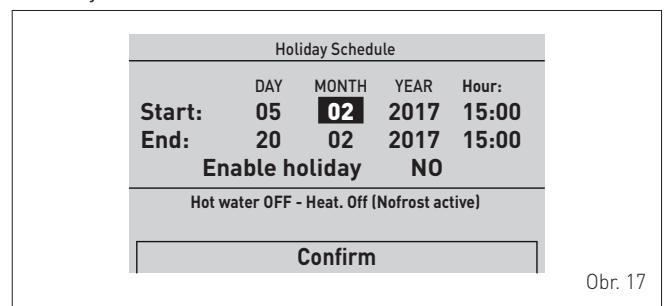 Holiday Schedule
DAY MONTH YEAR Hour:
Start: 05 02 2017 15:00
End: 20 02 2017 15:00
Enable holiday NO
Hot water OFF - Heat. Off (Nofrost active)
Confirm
Obr. 17